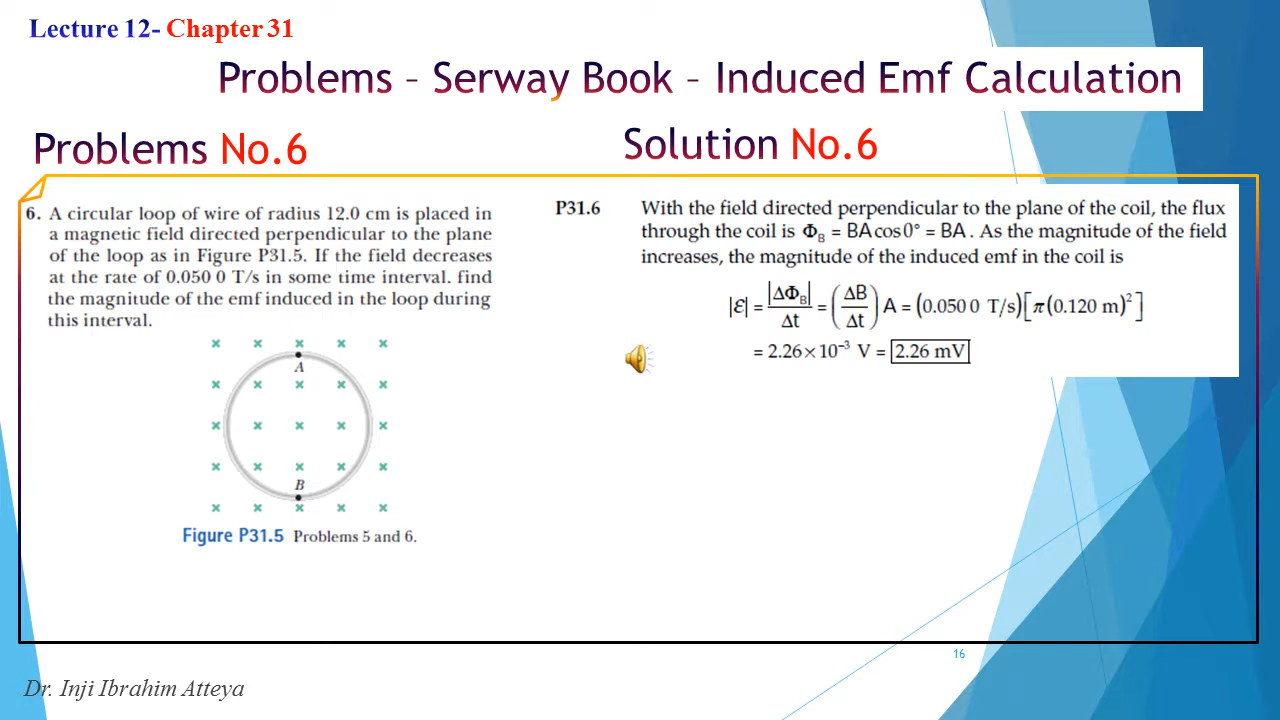 Lecture 12- Chapter 31
Problems – Serway Book – Induced Emf Calculation
Problems No.6
Solution No.6
6. A circular loop of wire of radius 12.0 cm is placed in
a magnetic field directed perpendicular to the plane
of the loop as in Figure P31.5. If the field decreases
at the rate of 0.050 0 T/s in some time interval. find
the magnitude of the emf induced in the loop during
this interval.
A
B
Figure P31.5 Problems 5 and 6.
P31.6 With the field directed perpendicular to the plane of the coil, the flux
through the coil is Φ_B = BA cos 0° = BA. As the magnitude of the field
increases, the magnitude of the induced emf in the coil is
|ℰ| = |ΔΦ_B|/Δt = (ΔB/Δt) A = (0.050 0 T/s)[π(0.120 m)²]
= 2.26×10⁻³ V = 2.26 mV
16
Dr. Inji Ibrahim Atteya